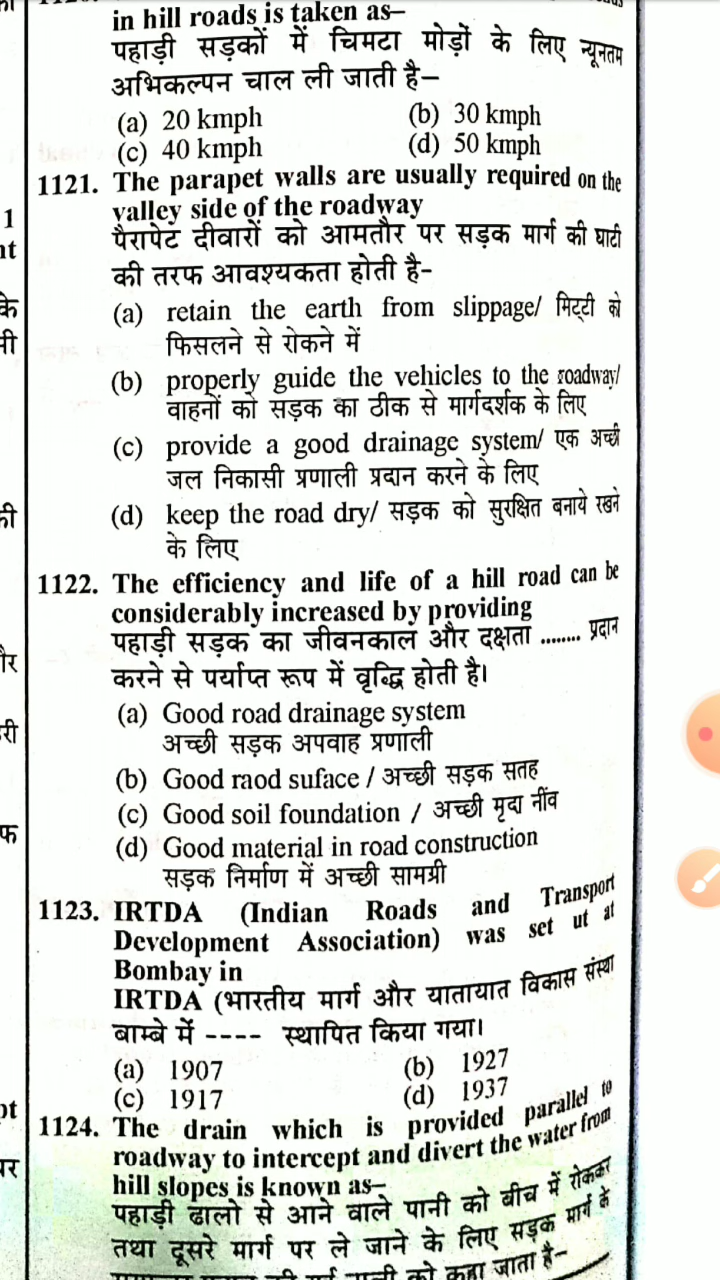 in hill roads is taken as–
पहाड़ी सड़कों में चिमटा मोड़ों के लिए न्यूनतम
अभिकल्पन चाल ली जाती है–
(a) 20 kmph (b) 30 kmph
(c) 40 kmph (d) 50 kmph
1121. The parapet walls are usually required on the
valley side of the roadway
पैरापेट दीवारों को आमतौर पर सड़क मार्ग की घाटी
की तरफ आवश्यकता होती है–
(a) retain the earth from slippage/ मिट्टी को
फिसलने से रोकने में
(b) properly guide the vehicles to the roadway/
वाहनों को सड़क का ठीक से मार्गदर्शक के लिए
(c) provide a good drainage system/ एक अच्छी
जल निकासी प्रणाली प्रदान करने के लिए
(d) keep the road dry/ सड़क को सुरक्षित बनाये रखने
के लिए
1122. The efficiency and life of a hill road can be
considerably increased by providing
पहाड़ी सड़क का जीवनकाल और दक्षता ........ प्रदान
करने से पर्याप्त रूप में वृद्धि होती है।
(a) Good road drainage system
अच्छी सड़क अपवाह प्रणाली
(b) Good raod suface / अच्छी सड़क सतह
(c) Good soil foundation / अच्छी मृदा नींव
(d) Good material in road construction
सड़क निर्माण में अच्छी सामग्री
1123. IRTDA (Indian Roads and Transport
Development Association) was set ut at
Bombay in
IRTDA (भारतीय मार्ग और यातायात विकास संस्था
बाम्बे में ---- स्थापित किया गया।
(a) 1907 (b) 1927
(c) 1917 (d) 1937
1124. The drain which is provided parallel to
roadway to intercept and divert the water from
hill slopes is known as–
पहाड़ी ढालो से आने वाले पानी को बीच में रोककर
तथा दूसरे मार्ग पर ले जाने के लिए सड़क मार्ग के
को कहा जाता है–